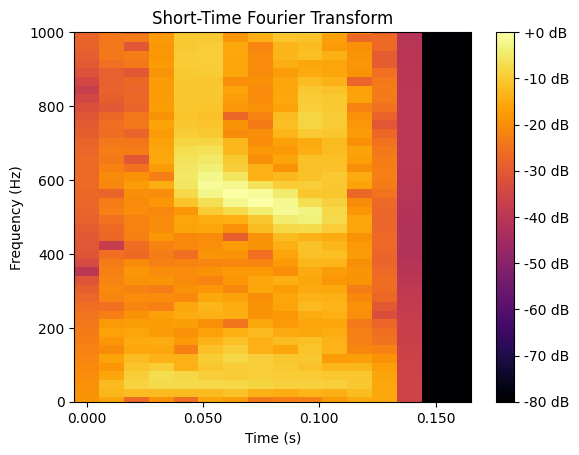 Short-Time Fourier Transform
Frequency (Hz)
1000
800
600
400
200
0
0.000 0.050 0.100 0.150
Time (s)
+0 dB
-10 dB
-20 dB
-30 dB
-40 dB
-50 dB
-60 dB
-70 dB
-80 dB